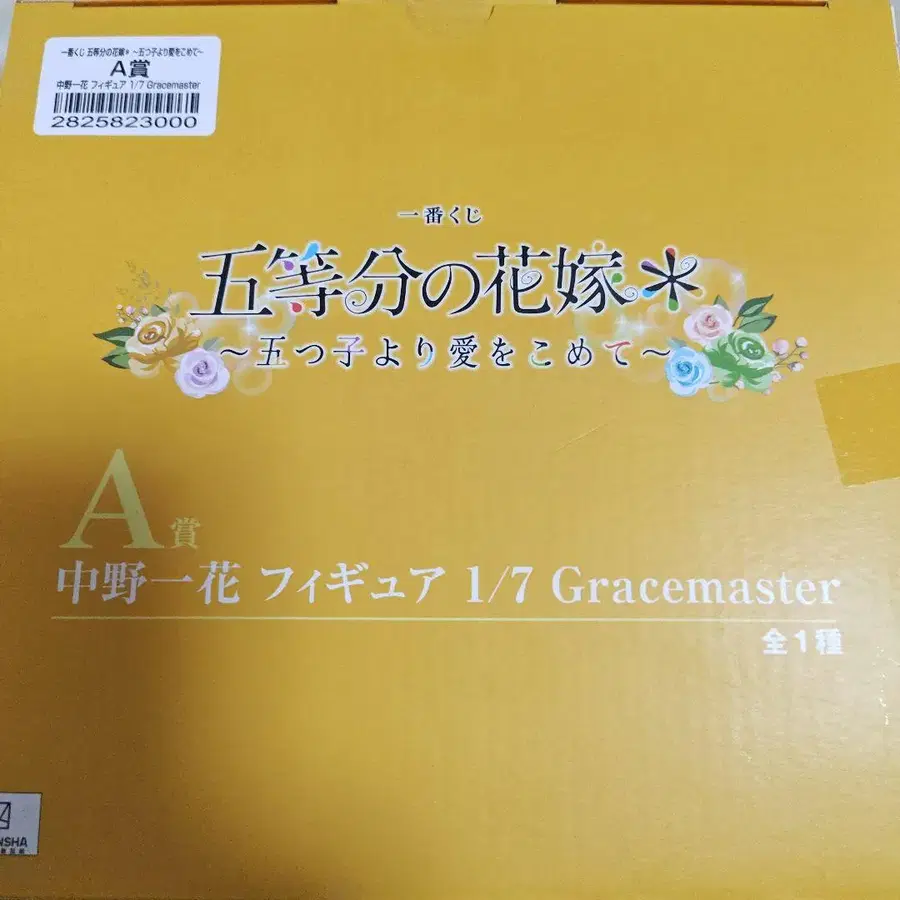 一番くじ 五等分の花嫁＊ ～五つ子より愛をこめて～
A賞
中野一花 フィギュア 1/7 Gracemaster
2825823000
一番くじ
五等分の花嫁＊
～五つ子より愛をこめて～
A賞
中野一花 フィギュア 1/7 Gracemaster
全1種
NSHA